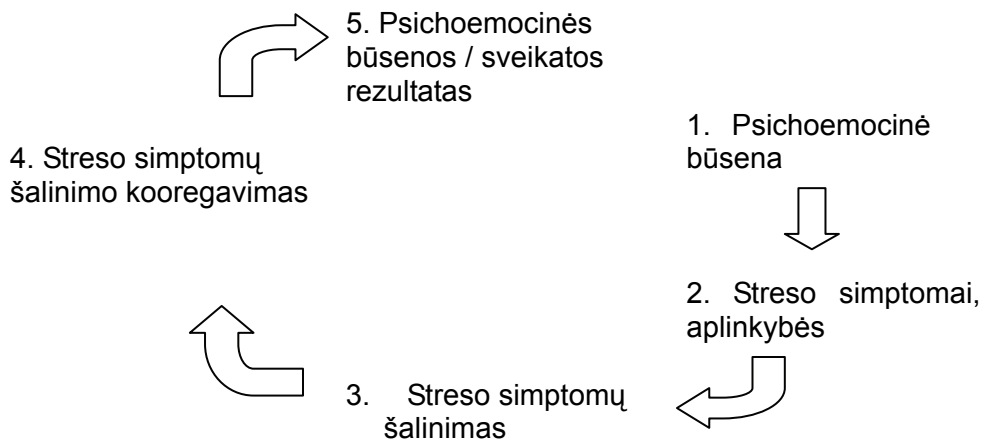 5. Psichoemocinės
būsenos / sveikatos
rezultatas
1. Psichoemocinė
būsena
4. Streso simptomų
šalinimo kooregavimas
2. Streso simptomai,
aplinkybės
3. Streso simptomų
šalinimas